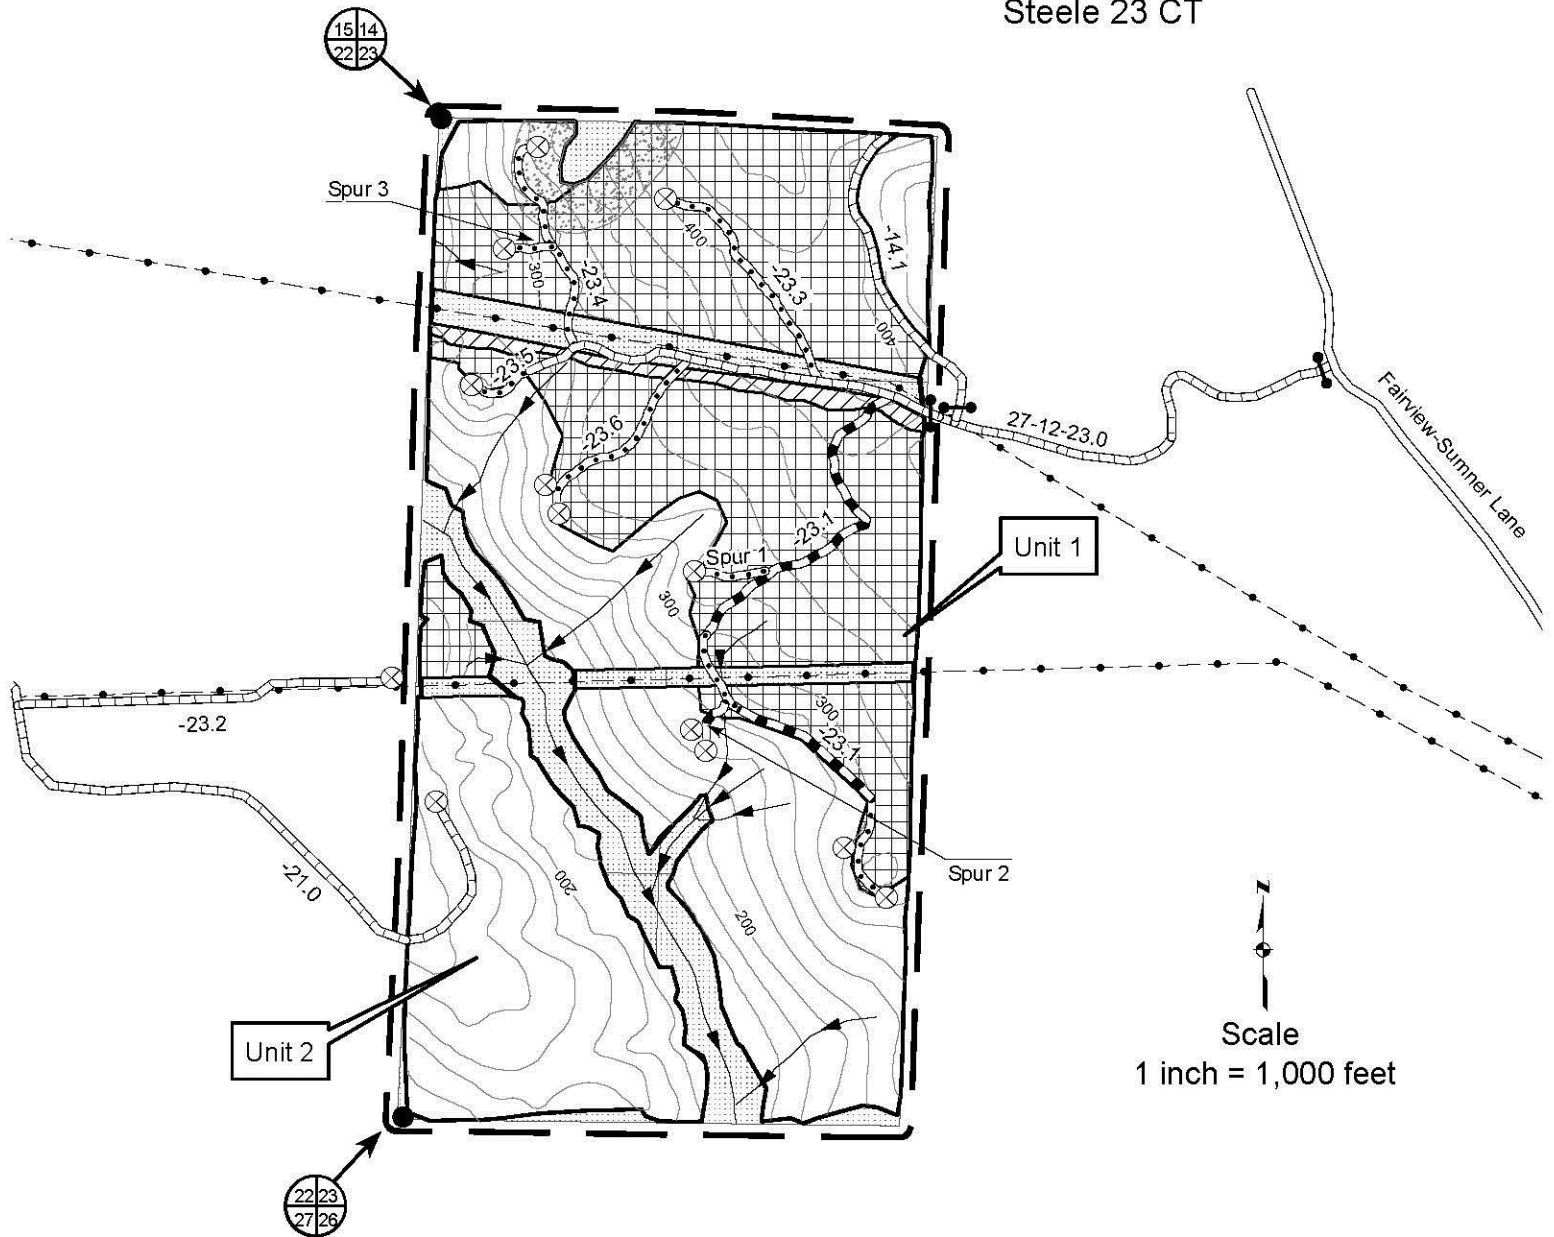 Steele 23 CT
15 14
22 23
Spur 3
400
-14.1
300
-23.4
-23.3
400
-23.5
Fairview-Sumner Lane
27-12-23.0
-23.6
-23.1
Unit 1
Spur 1
300
-23.2
300
-23.1
-21.0
200
Spur 2
200
N
Unit 2
Scale
1 inch = 1,000 feet
22 23
27 26